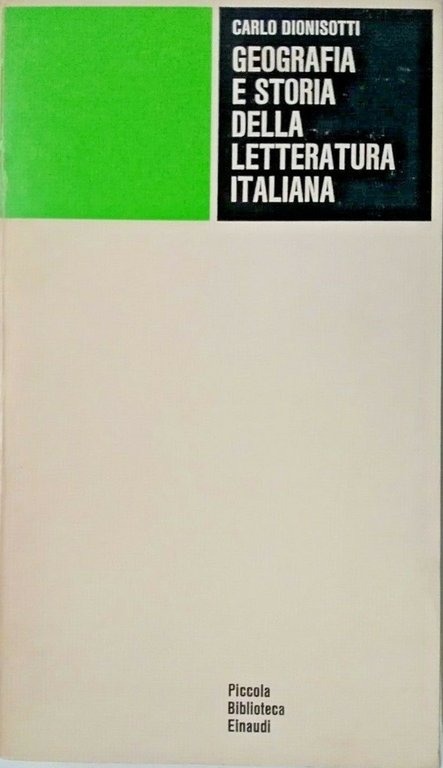 CARLO DIONISOTTI
GEOGRAFIA
E STORIA
DELLA
LETTERATURA
ITALIANA
Piccola
Biblioteca
Einaudi